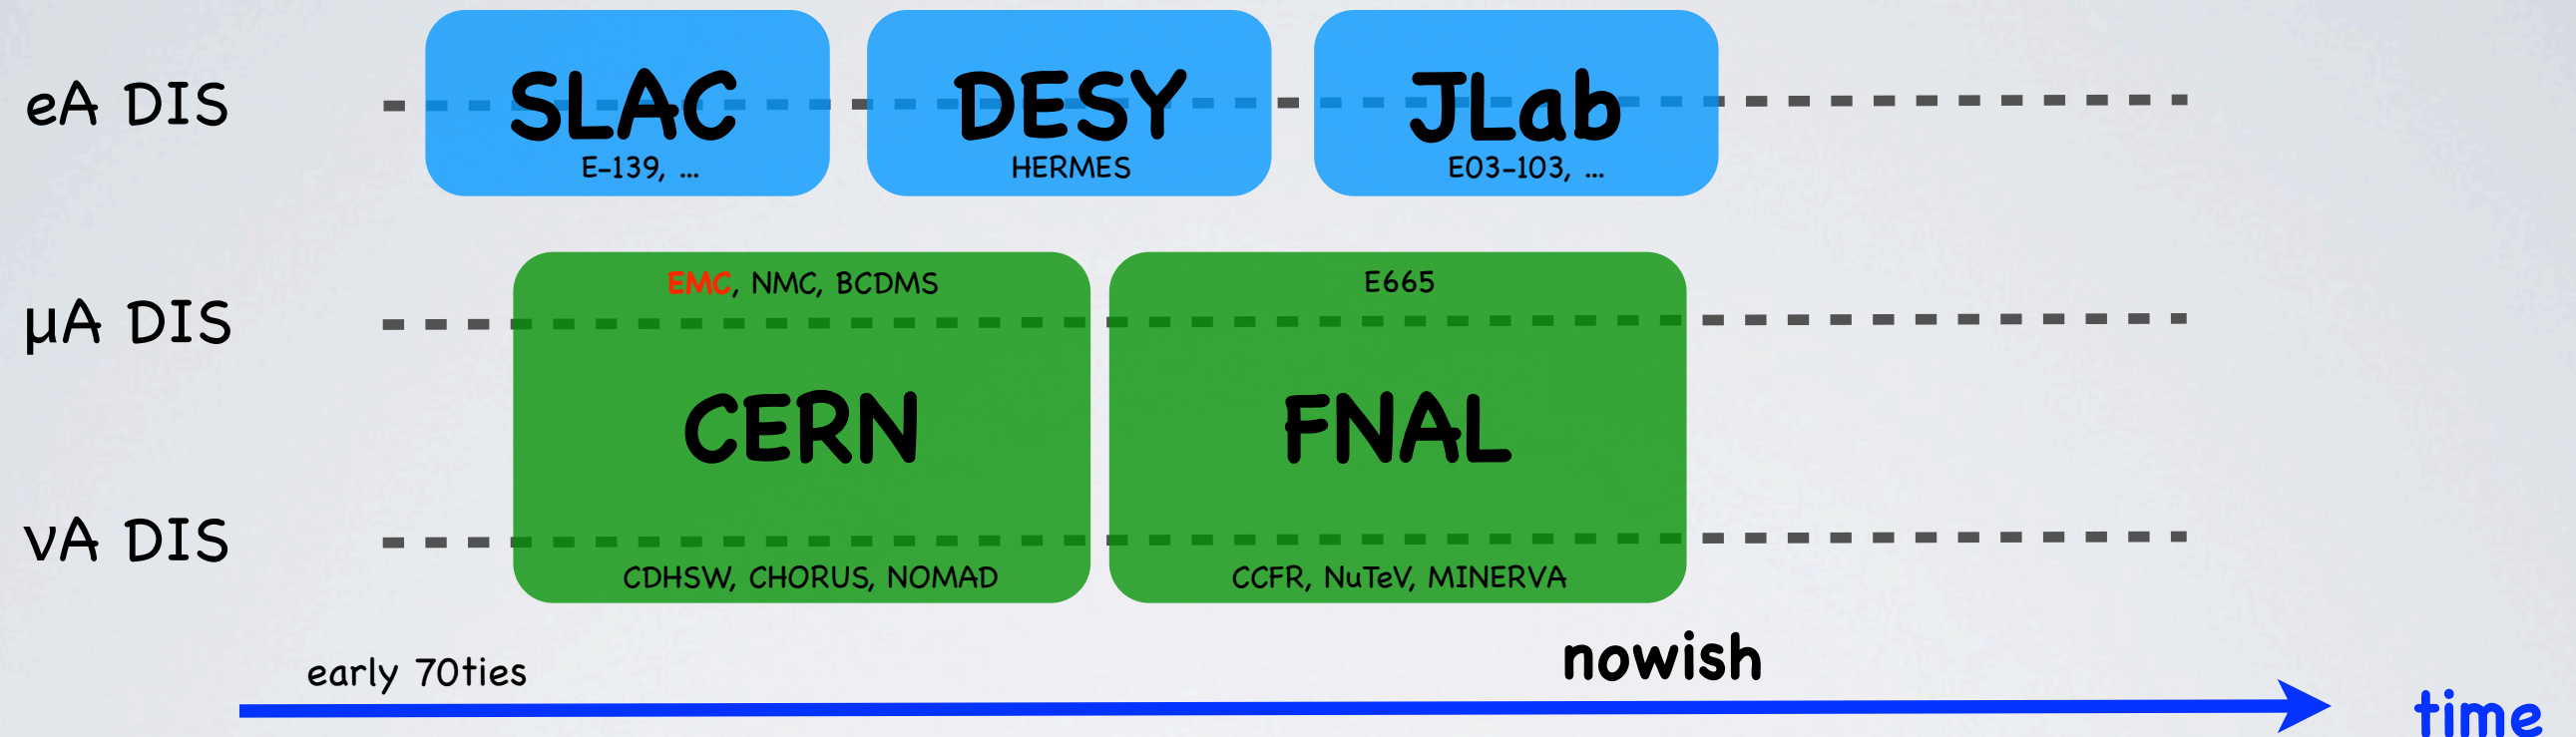 eA DIS
SLAC
E-139, ...
DESY
HERMES
JLab
E03-103, ...
μA DIS
EMC, NMC, BCDMS
E665
CERN
FNAL
νA DIS
CDHSW, CHORUS, NOMAD
CCFR, NuTeV, MINERVA
early 70ties
nowish
time